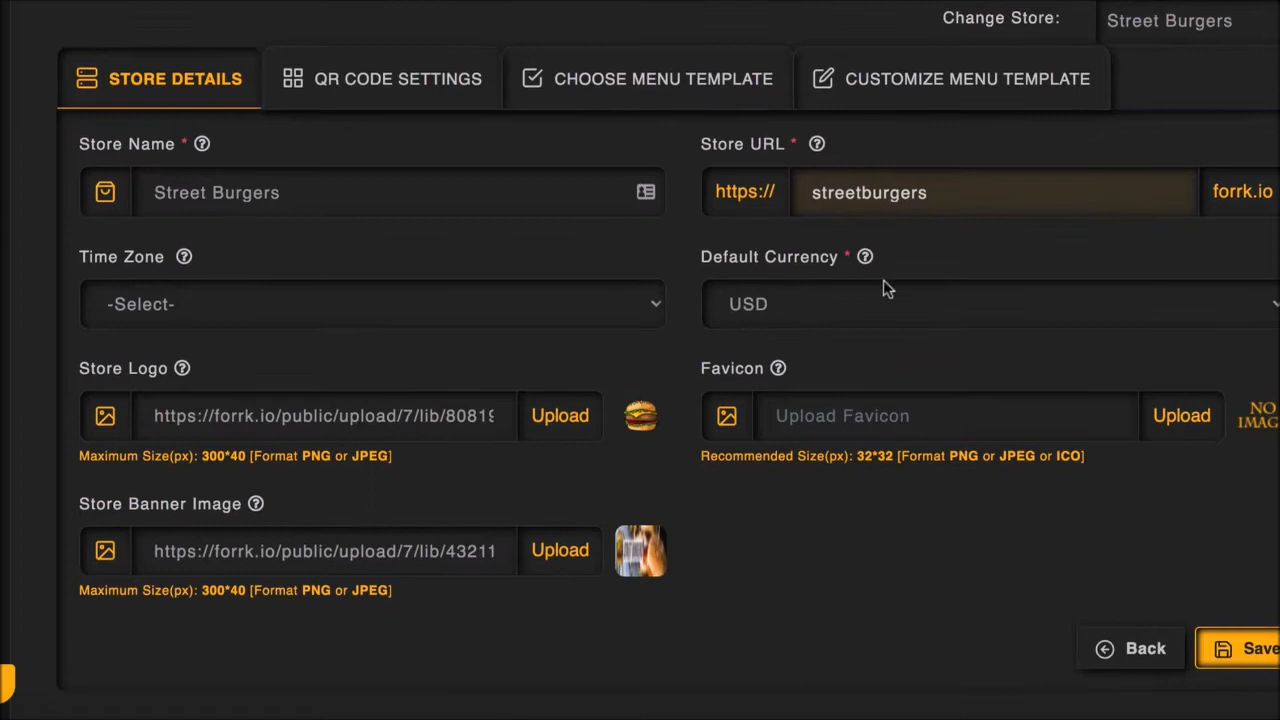 Change Store:
Street Burgers
STORE DETAILS
QR CODE SETTINGS
CHOOSE MENU TEMPLATE
CUSTOMIZE MENU TEMPLATE
Store Name *
Store URL *
Street Burgers
https://
streetburgers
forrk.io
Time Zone
Default Currency *
-Select-
USD
Store Logo
Favicon
https://forrk.io/public/upload/7/lib/80819
Upload
Upload Favicon
Upload
NO
IMAG
Maximum Size(px): 300*40 [Format PNG or JPEG]
Recommended Size(px): 32*32 [Format PNG or JPEG or ICO]
Store Banner Image
https://forrk.io/public/upload/7/lib/43211
Upload
Maximum Size(px): 300*40 [Format PNG or JPEG]
Back
Save